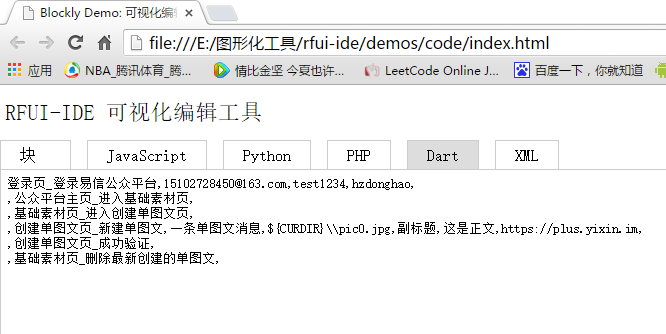 Blockly Demo: 可视化编辑
file:///E:/图形化工具/rfui-ide/demos/code/index.html
应用 NBA_腾讯体育_腾... 情比金坚 今夏也许... LeetCode Online J... 百度一下，你就知道
RFUI-IDE 可视化编辑工具
块 JavaScript Python PHP Dart XML
登录页_登录易信公众平台,15102728450@163.com,test1234,hzdonghao,
,公众平台主页_进入基础素材页,
,基础素材页_进入创建单图文页,
,创建单图文页_新建单图文,一条单图文消息,${CURDIR}\\pic0.jpg,副标题,这是正文,https://plus.yixin.im,
,创建单图文页_成功验证,
,基础素材页_删除最新创建的单图文,